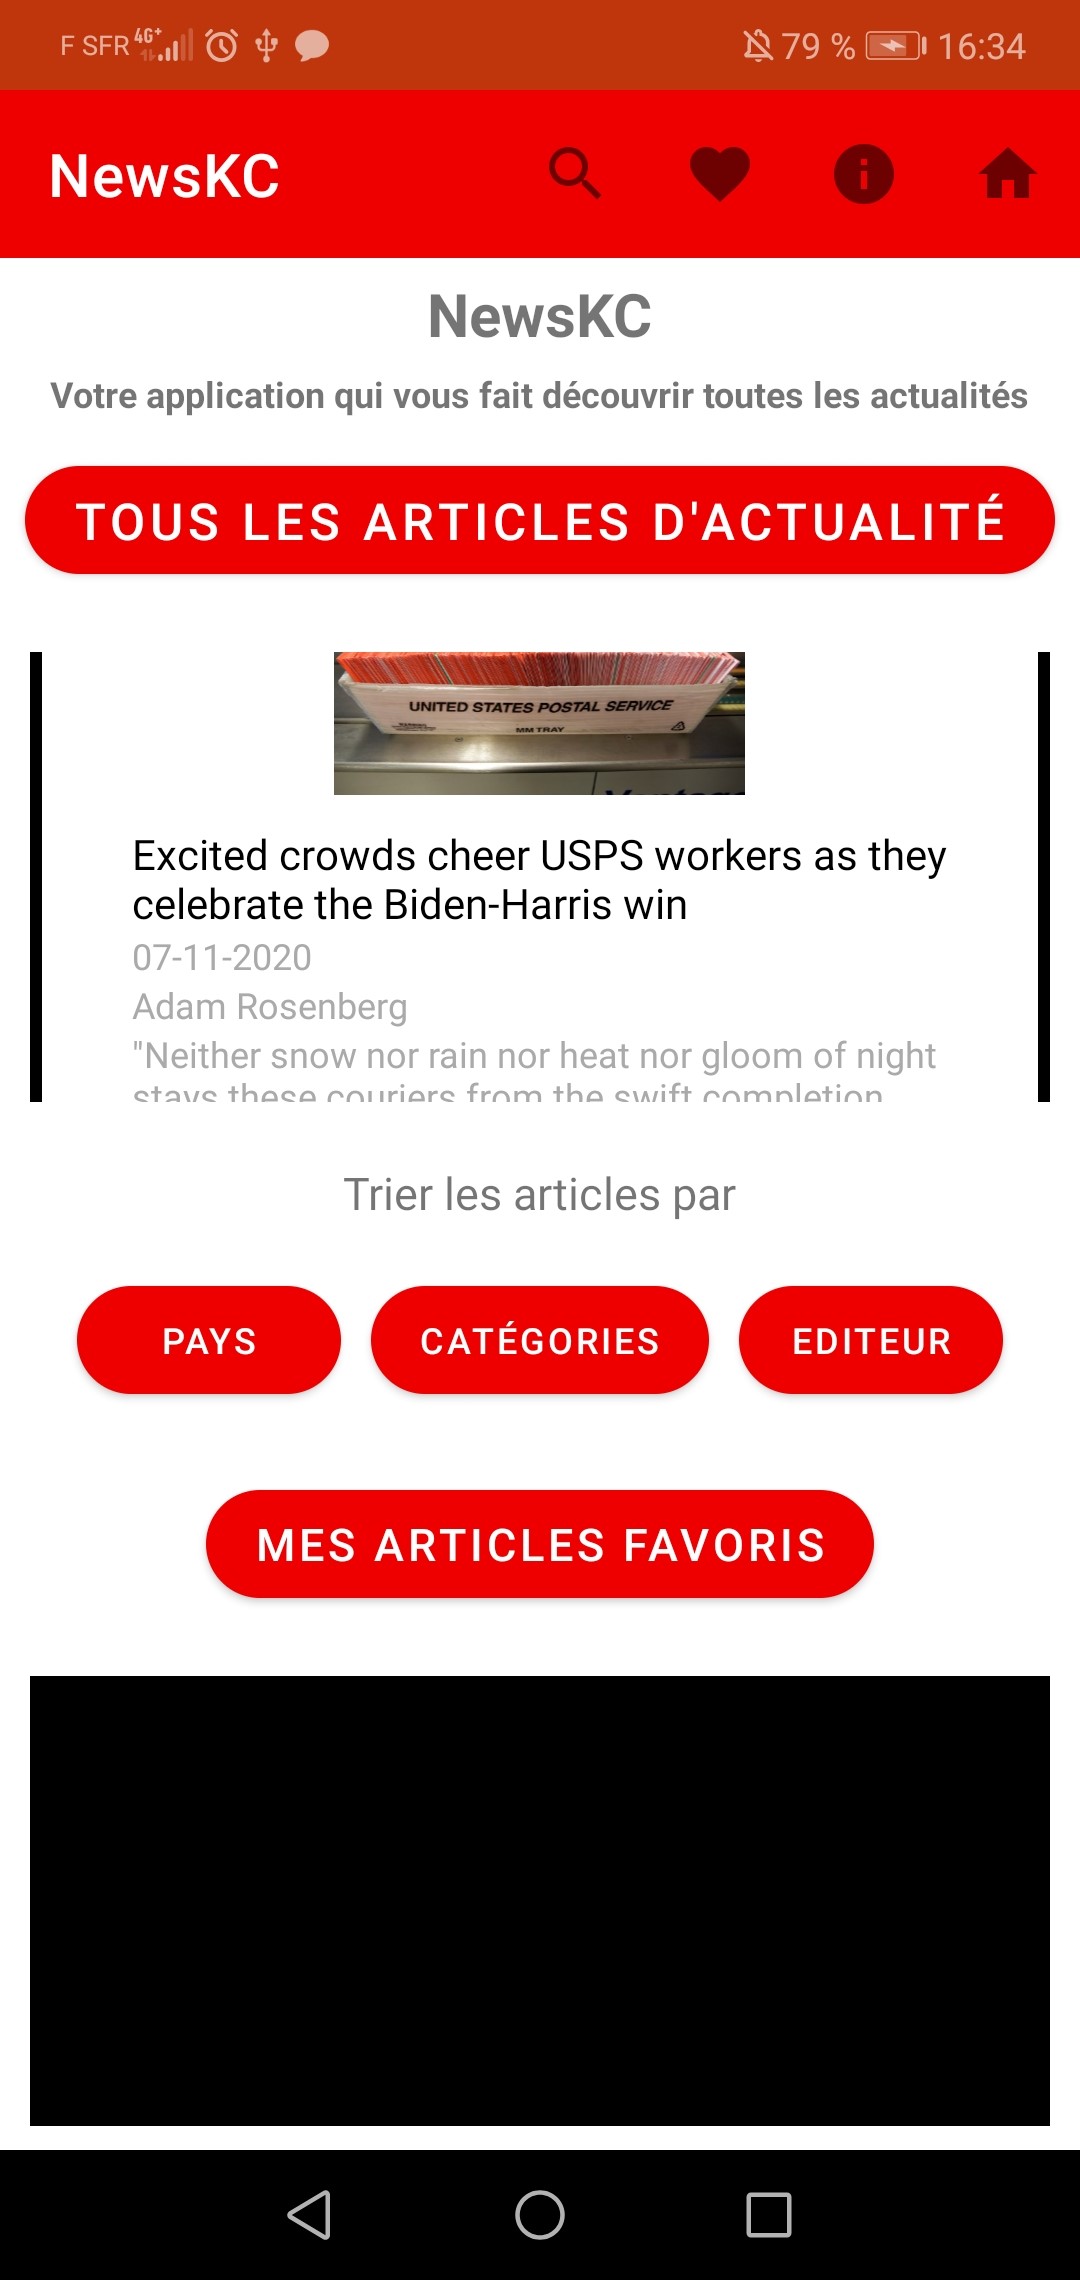 F SFR 4G+ 79 % 16:34
NewsKC
NewsKC
Votre application qui vous fait découvrir toutes les actualités
TOUS LES ARTICLES D'ACTUALITÉ
UNITED STATES POSTAL SERVICE
MM TRAY
Excited crowds cheer USPS workers as they
celebrate the Biden-Harris win
07-11-2020
Adam Rosenberg
"Neither snow nor rain nor heat nor gloom of night
stays these couriers from the swift completion
Trier les articles par
PAYS CATÉGORIES EDITEUR
MES ARTICLES FAVORIS